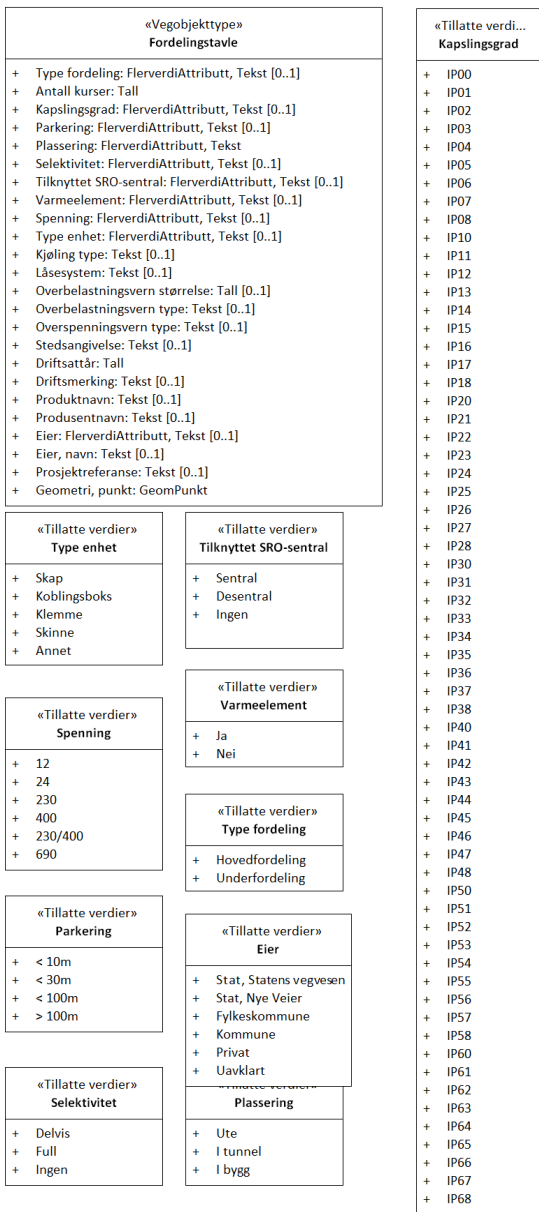 «Vegobjekttype»
Fordelingstavle
+ Type fordeling: FlerverdiAttributt, Tekst [0..1]
+ Antall kurser: Tall
+ Kapslingsgrad: FlerverdiAttributt, Tekst [0..1]
+ Parkering: FlerverdiAttributt, Tekst [0..1]
+ Plassering: FlerverdiAttributt, Tekst
+ Selektivitet: FlerverdiAttributt, Tekst [0..1]
+ Tilknyttet SRO-sentral: FlerverdiAttributt, Tekst [0..1]
+ Varmeelement: FlerverdiAttributt, Tekst [0..1]
+ Spenning: FlerverdiAttributt, Tekst [0..1]
+ Type enhet: FlerverdiAttributt, Tekst [0..1]
+ Kjøling type: Tekst [0..1]
+ Låsesystem: Tekst [0..1]
+ Overbelastningsvern størrelse: Tall [0..1]
+ Overbelastningsvern type: Tekst [0..1]
+ Overspenningsvern type: Tekst [0..1]
+ Stedsangivelse: Tekst [0..1]
+ Driftsattår: Tall
+ Driftsmerking: Tekst [0..1]
+ Produktnavn: Tekst [0..1]
+ Produsentnavn: Tekst [0..1]
+ Eier: FlerverdiAttributt, Tekst [0..1]
+ Eier, navn: Tekst [0..1]
+ Prosjektreferanse: Tekst [0..1]
+ Geometri, punkt: GeomPunkt
«Tillatte verdier»
Type enhet
+ Skap
+ Koblingsboks
+ Klemme
+ Skinne
+ Annet
«Tillatte verdier»
Tilknyttet SRO-sentral
+ Sentral
+ Desentral
+ Ingen
«Tillatte verdier»
Varmeelement
+ Ja
+ Nei
«Tillatte verdier»
Spenning
+ 12
+ 24
+ 230
+ 400
+ 230/400
+ 690
«Tillatte verdier»
Type fordeling
+ Hovedfordeling
+ Underfordeling
«Tillatte verdier»
Parkering
+ < 10m
+ < 30m
+ < 100m
+ > 100m
«Tillatte verdier»
Eier
+ Stat, Statens vegvesen
+ Stat, Nye Veier
+ Fylkeskommune
+ Kommune
+ Privat
+ Uavklart
«Tillatte verdier»
Selektivitet
+ Delvis
+ Full
+ Ingen
«Tillatte verdier»
Plassering
+ Ute
+ I tunnel
+ I bygg
«Tillatte verdi...
Kapslingsgrad
+ IP00
+ IP01
+ IP02
+ IP03
+ IP04
+ IP05
+ IP06
+ IP07
+ IP08
+ IP10
+ IP11
+ IP12
+ IP13
+ IP14
+ IP15
+ IP16
+ IP17
+ IP18
+ IP20
+ IP21
+ IP22
+ IP23
+ IP24
+ IP25
+ IP26
+ IP27
+ IP28
+ IP30
+ IP31
+ IP32
+ IP33
+ IP34
+ IP35
+ IP36
+ IP37
+ IP38
+ IP40
+ IP41
+ IP42
+ IP43
+ IP44
+ IP45
+ IP46
+ IP47
+ IP48
+ IP50
+ IP51
+ IP52
+ IP53
+ IP54
+ IP55
+ IP56
+ IP57
+ IP58
+ IP60
+ IP61
+ IP62
+ IP63
+ IP64
+ IP65
+ IP66
+ IP67
+ IP68